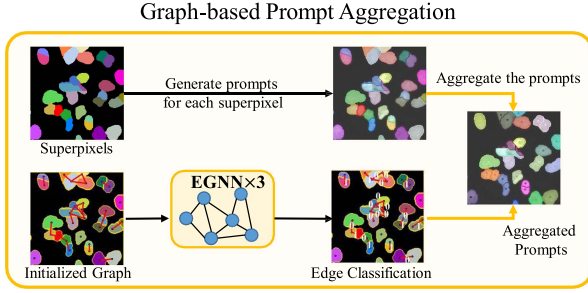 Graph-based Prompt Aggregation
Generate prompts
for each superpixel
Aggregate the prompts
Superpixels
EGNN×3
Aggregated
Prompts
Initialized Graph
Edge Classification